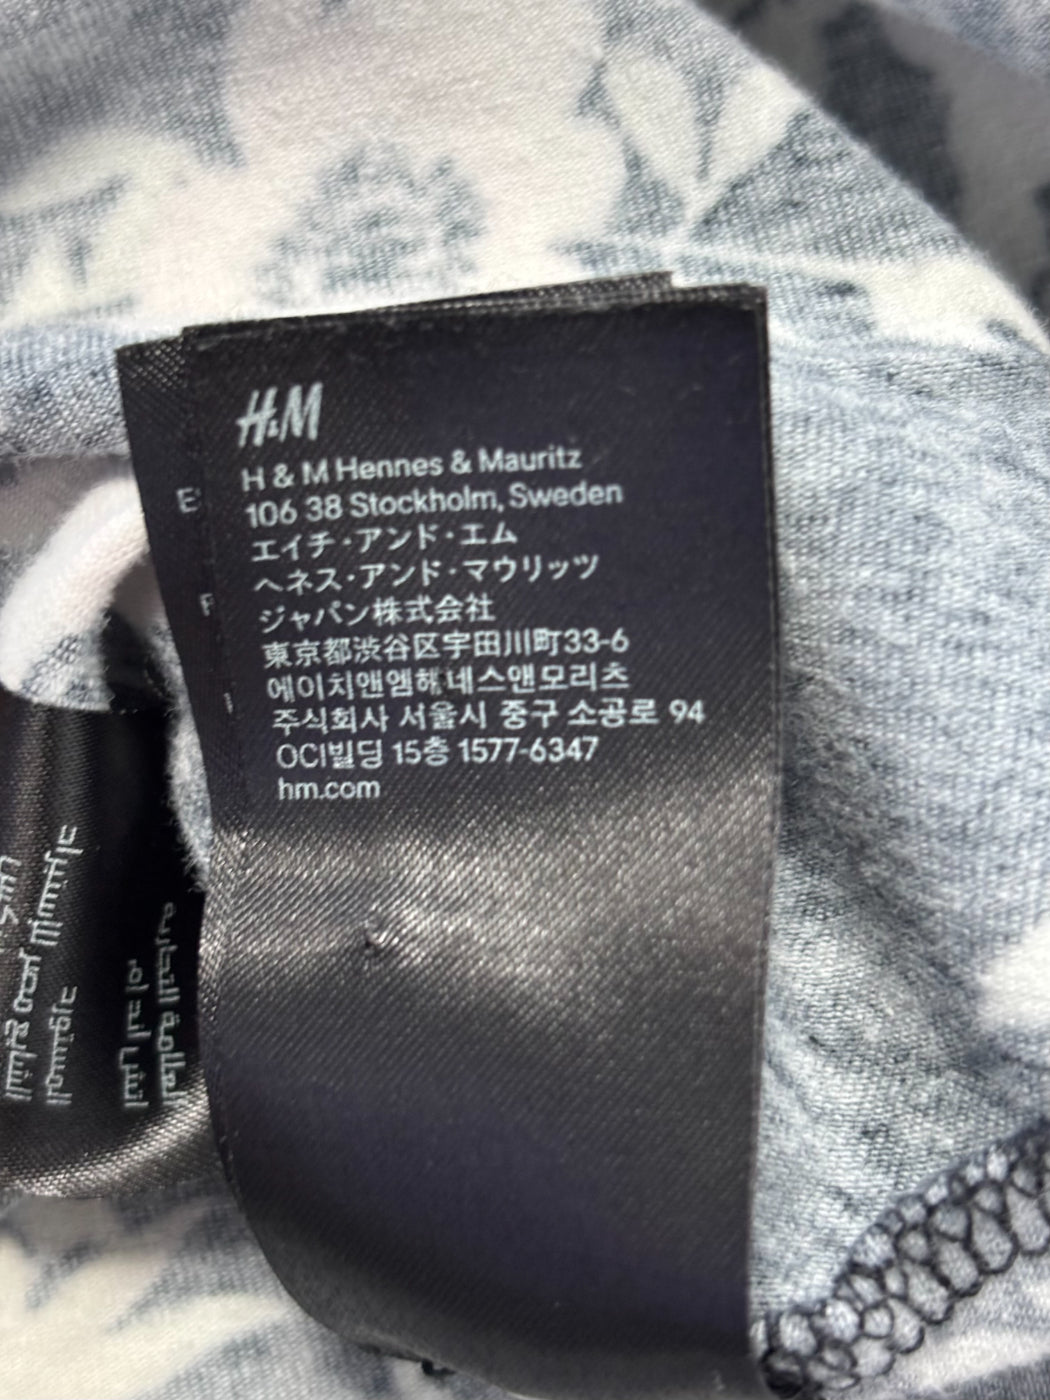 H&M
H & M Hennes & Mauritz
106 38 Stockholm, Sweden
エイチ・アンド・エム
ヘネス・アンド・マウリッツ
ジャパン株式会社
東京都渋谷区宇田川町33-6
에이치앤엠헤네스앤모리츠
주식회사 서울시 중구 소공로 94
OCI빌딩 15층 1577-6347
hm.com